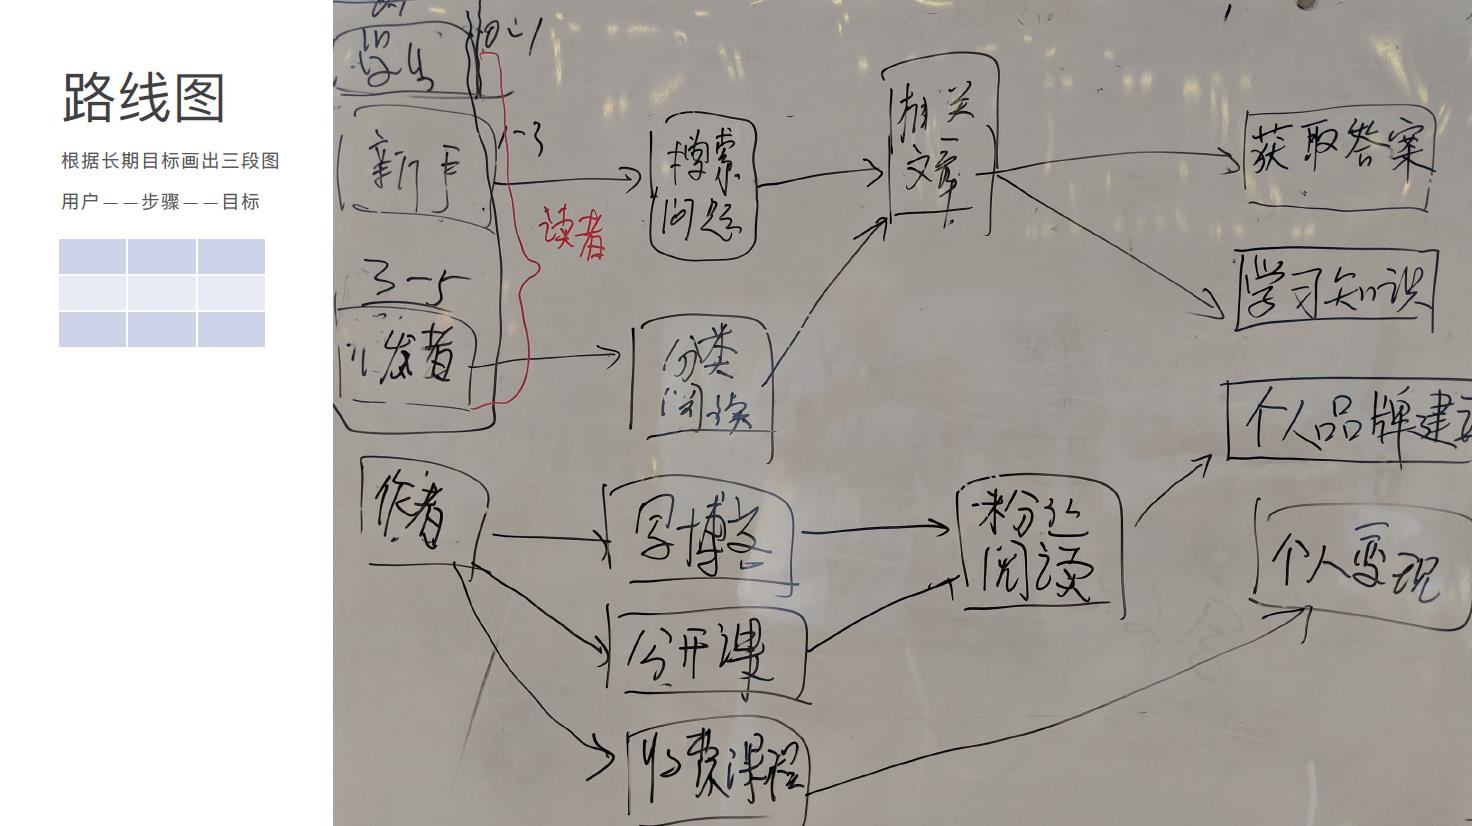 路线图
根据长期目标画出三段图
用户——步骤——目标
0-1
新手
1-3
3-5
读者
搜索
问题
分类
阅读
相关
文章
获取答案
学习知识
个人品牌建
作者
写博文
公开课
收费课程
粉丝
阅读
个人变现